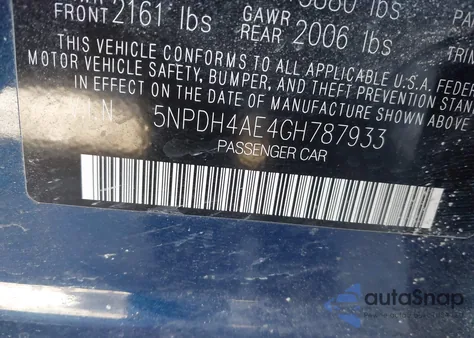 FRONT 2161 lbs GAWR
REAR 2006 lbs
THIS VEHICLE CONFORMS TO ALL APPLICABLE U.S.A. FEDE
MOTOR VEHICLE SAFETY, BUMPER, AND THEFT PREVENTION STAN
IN EFFECT ON THE DATE OF MANUFACTURE SHOWN ABOVE
5NPDH4AE4GH787933
PASSENGER CAR
autoSnap